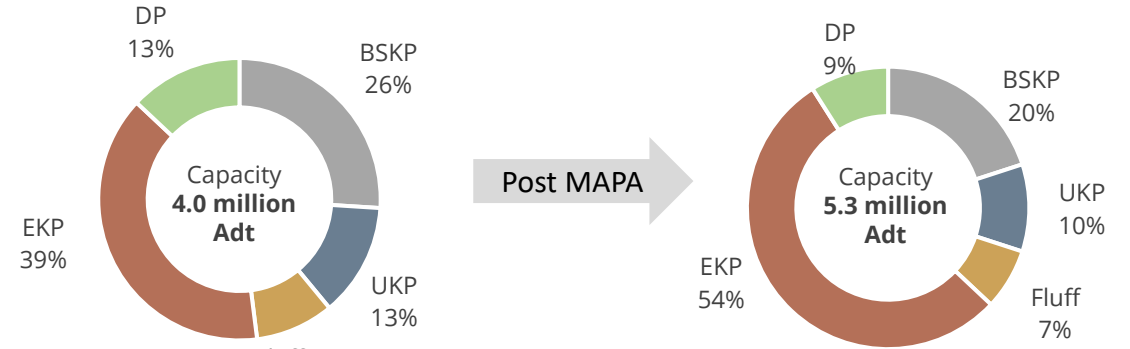 DP
13%
BSKP
26%
Capacity
4.0 million
Adt
EKP
39%
UKP
13%
Post MAPA
DP
9%
BSKP
20%
Capacity
5.3 million
Adt
UKP
10%
EKP
54%
Fluff
7%